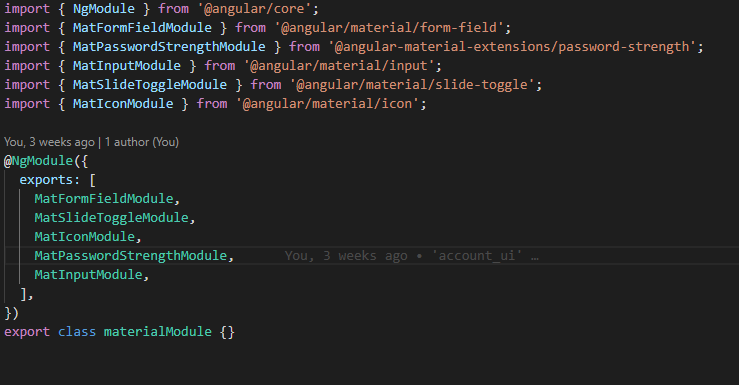 import { NgModule } from '@angular/core';
import { MatFormFieldModule } from '@angular/material/form-field';
import { MatPasswordStrengthModule } from '@angular-material-extensions/password-strength';
import { MatInputModule } from '@angular/material/input';
import { MatSlideToggleModule } from '@angular/material/slide-toggle';
import { MatIconModule } from '@angular/material/icon';
You, 3 weeks ago | 1 author (You)
@NgModule({
exports: [
MatFormFieldModule,
MatSlideToggleModule,
MatIconModule,
MatPasswordStrengthModule, You, 3 weeks ago • 'account_ui' …
MatInputModule,
],
})
export class materialModule {}